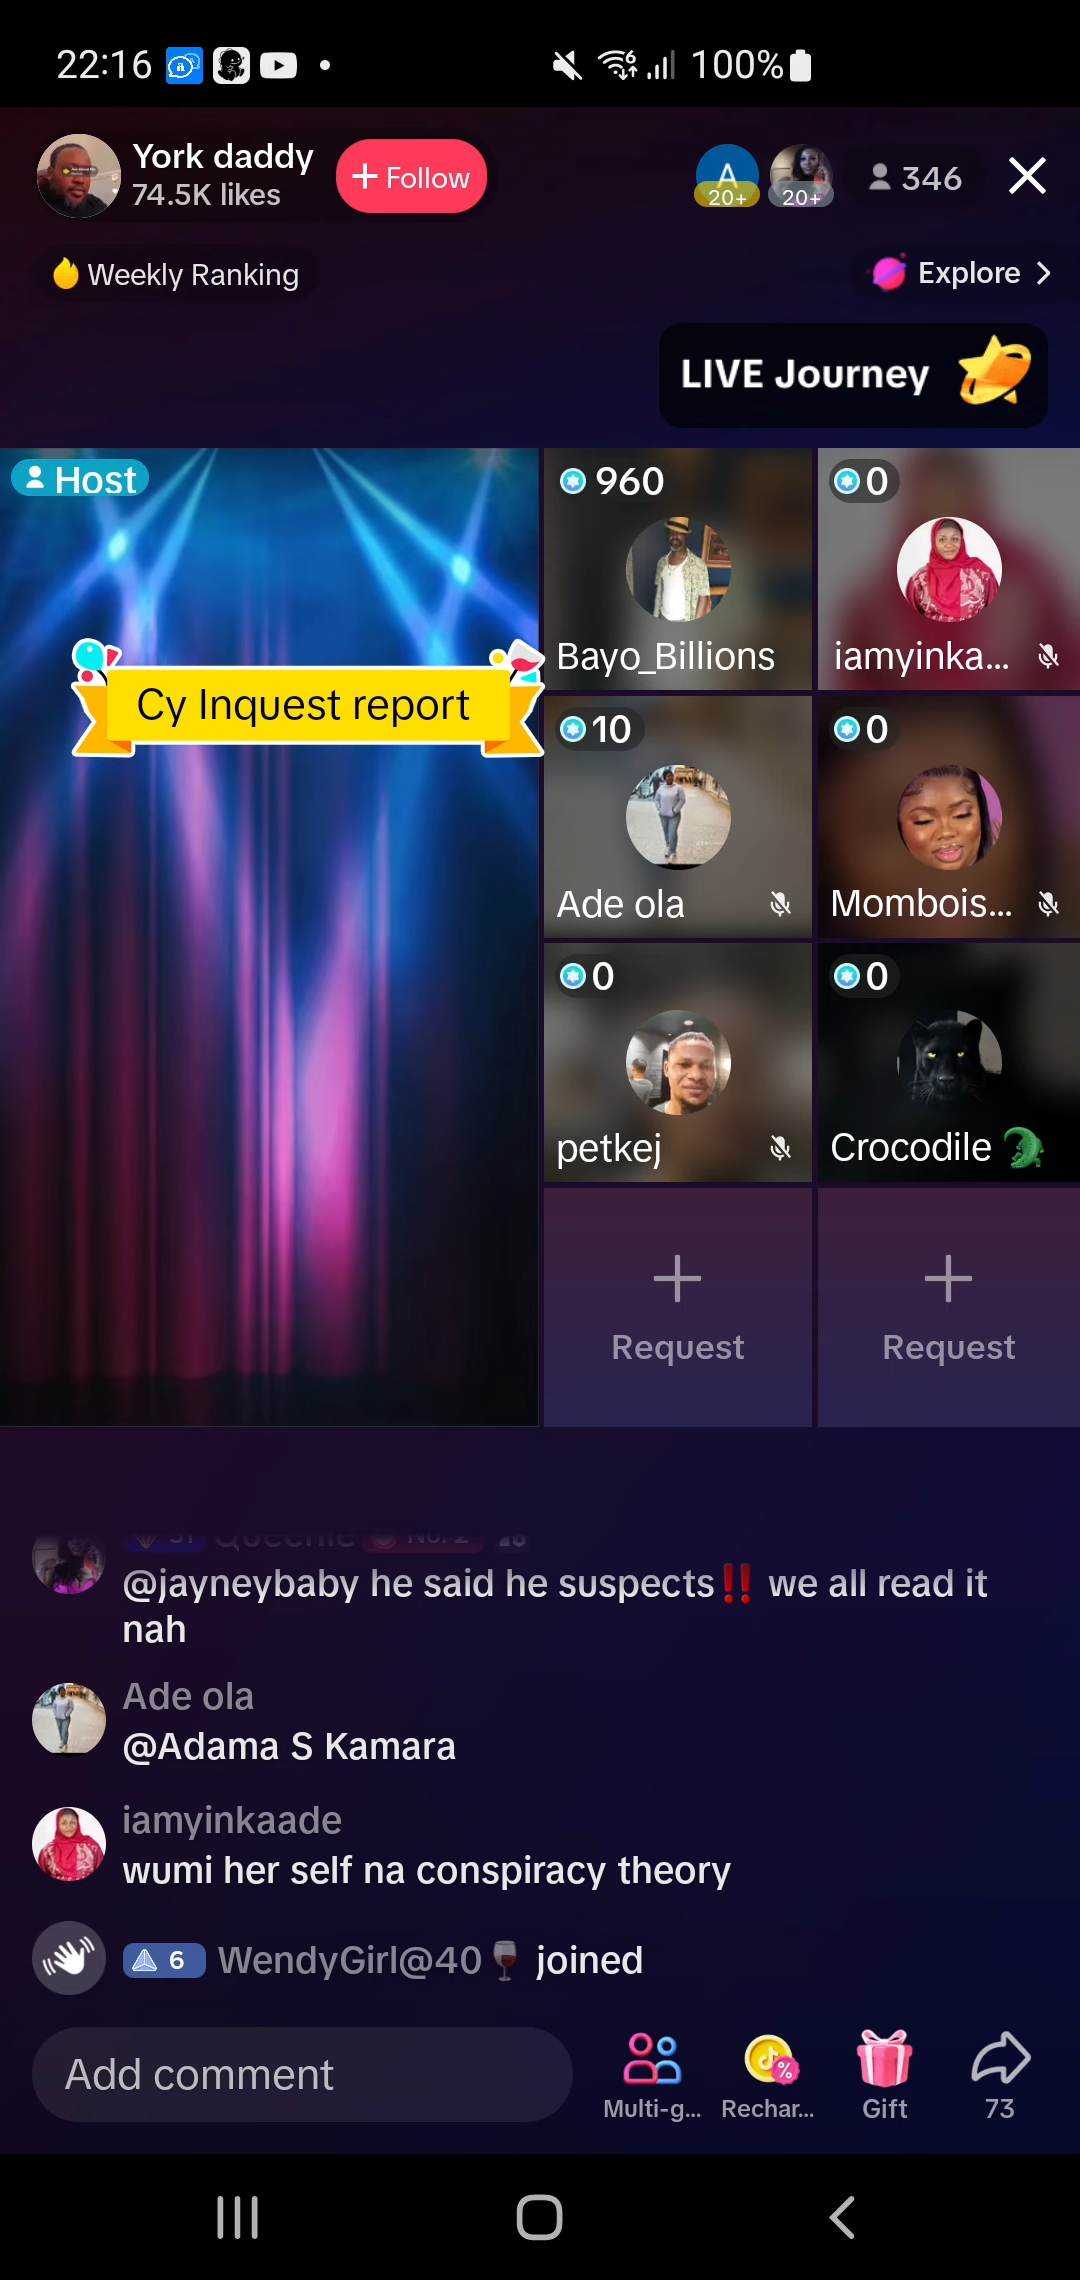 22:16
100%
York daddy
74.5K likes
+ Follow
A
20+
20+
346
Weekly Ranking
Explore >
LIVE Journey
Host
960
0
Bayo_Billions
iamyinka...
Cy Inquest report
10
0
Ade ola
Mombois...
0
0
petkej
Crocodile 🐊
Request
Request
Queenie No. 2
@jayneybaby he said he suspects‼️ we all read it
nah
Ade ola
@Adama S Kamara
iamyinkaade
wumi her self na conspiracy theory
6 WendyGirl@40🍷 joined
Add comment
Multi-g...
Rechar...
Gift
73